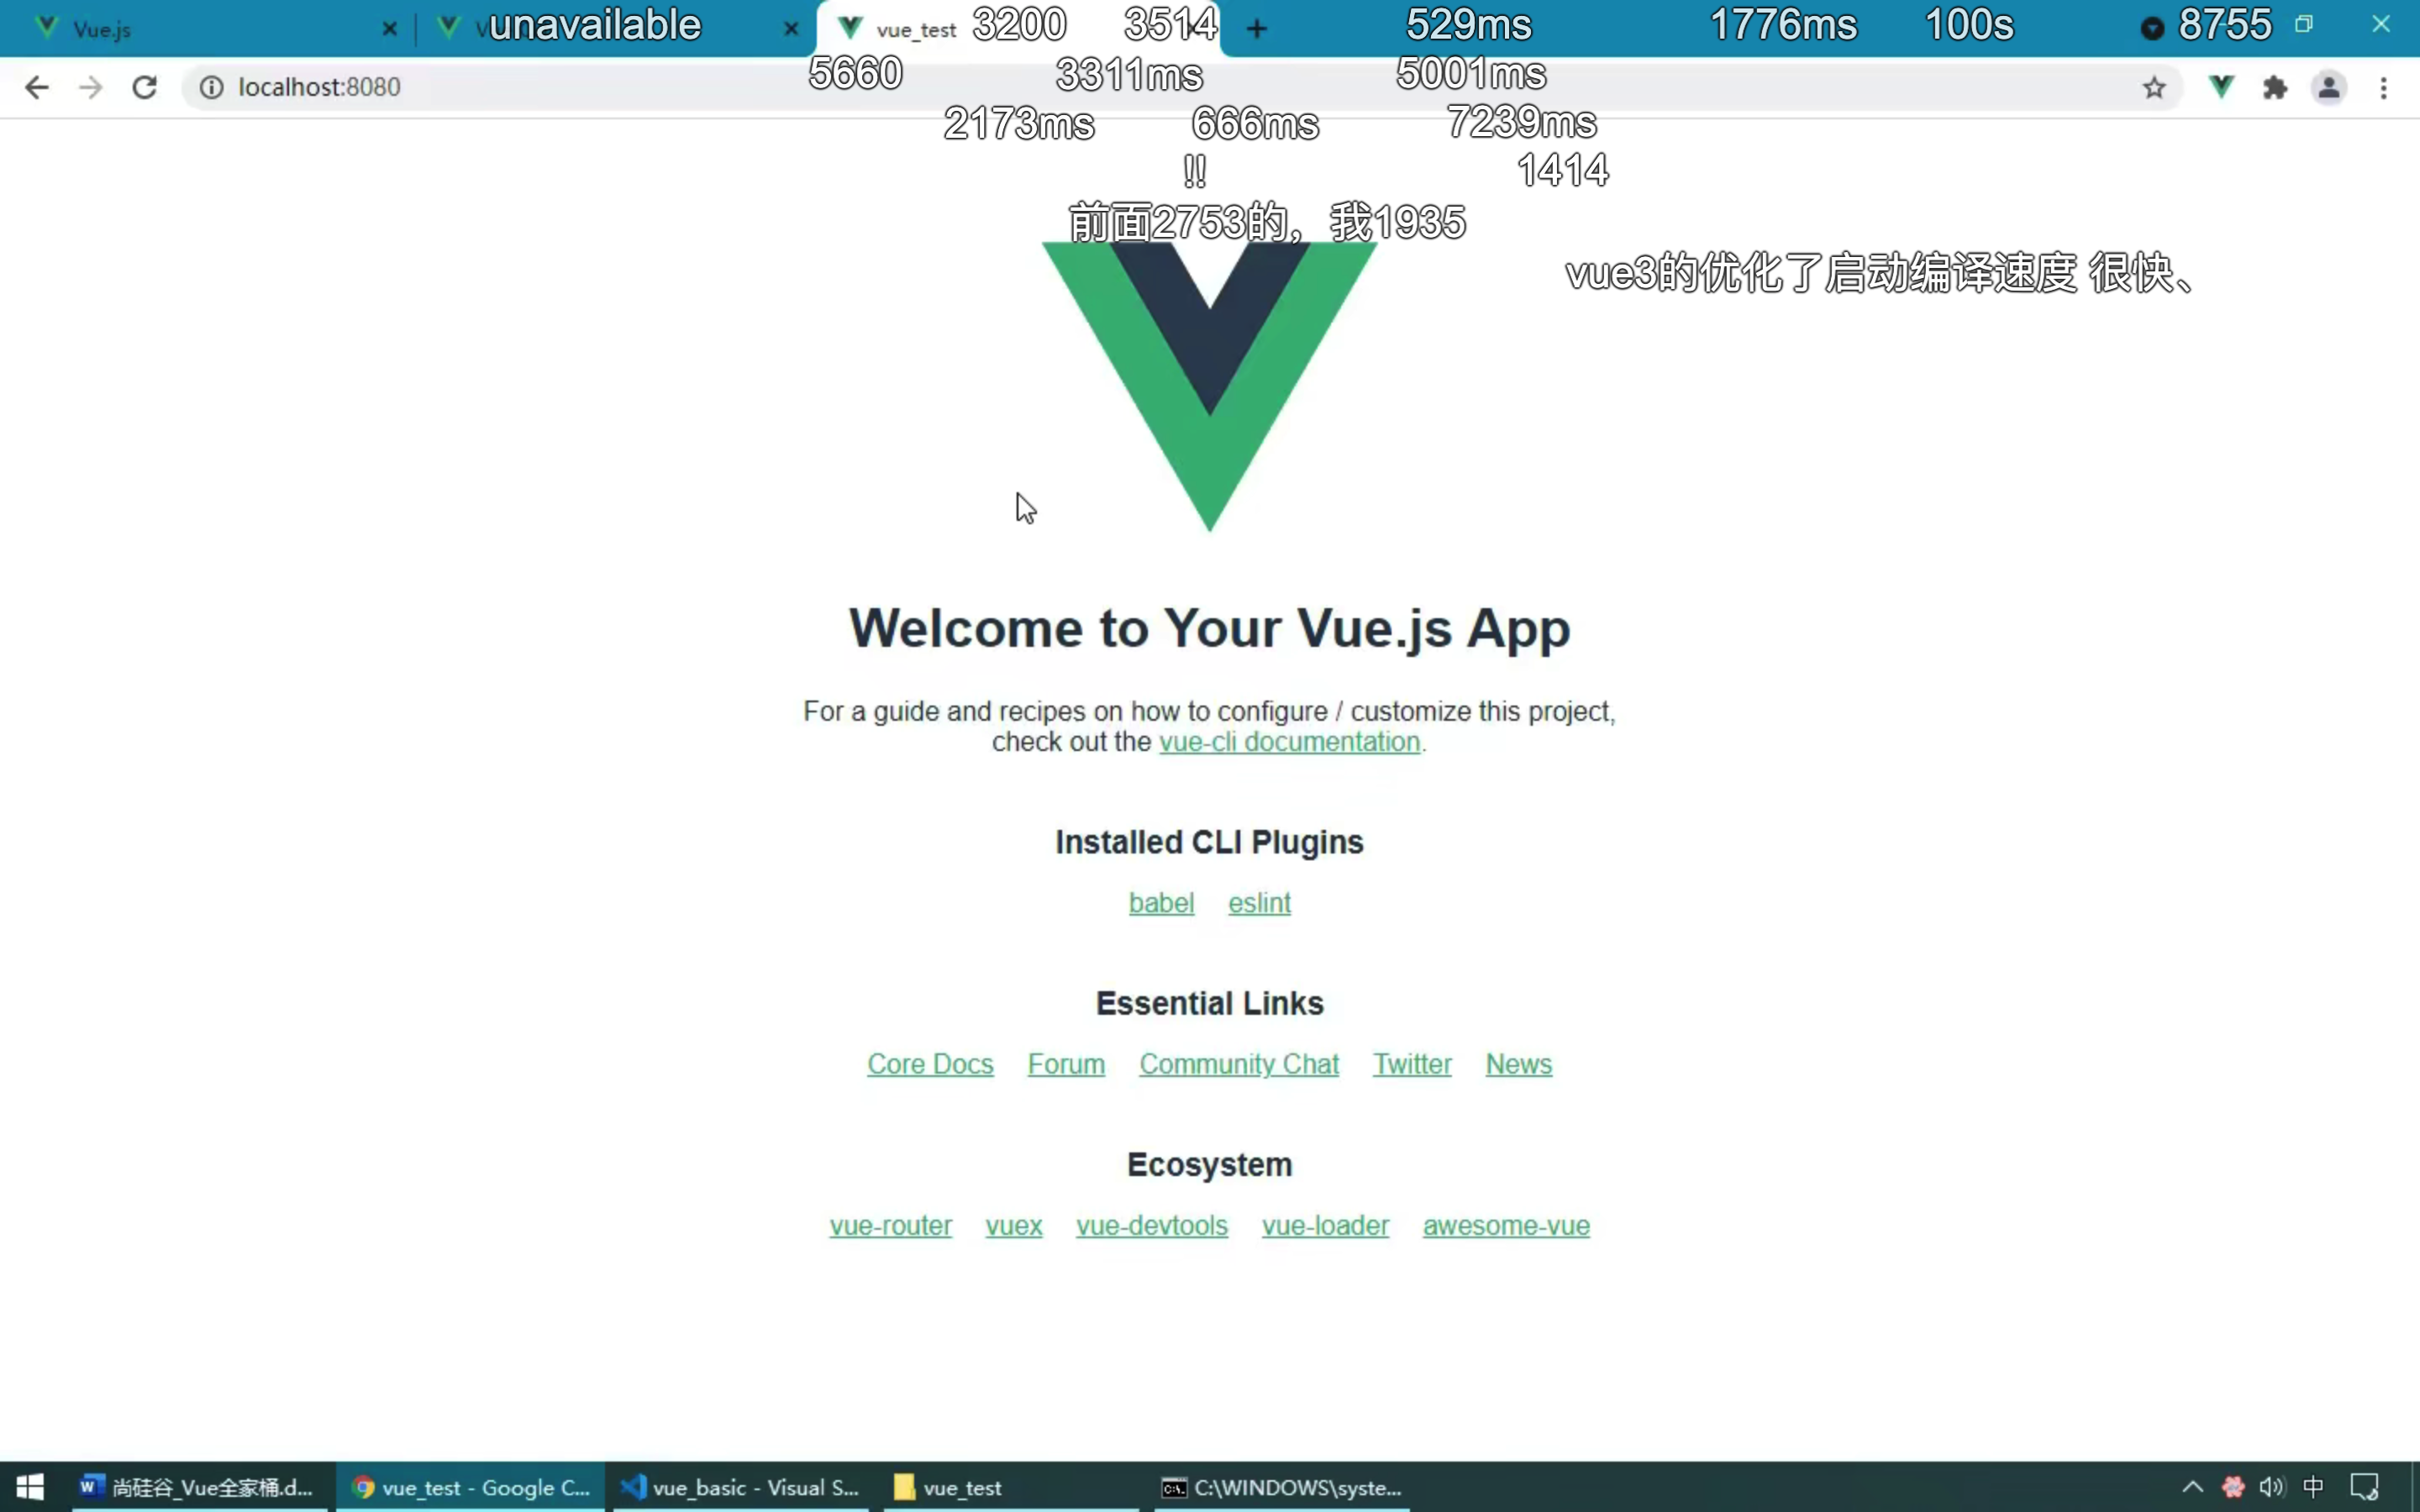 Vue.js
unavailable
vue_test
3200
3514
529ms
1776ms
100s
8755
localhost:8080
5660
3311ms
5001ms
2173ms
666ms
7239ms
!!
1414
前面2753的，我1935
vue3的优化了启动编译速度 很快、
Welcome to Your Vue.js App
For a guide and recipes on how to configure / customize this project,
check out the vue-cli documentation.
Installed CLI Plugins
babel eslint
Essential Links
Core Docs Forum Community Chat Twitter News
Ecosystem
vue-router vuex vue-devtools vue-loader awesome-vue
尚硅谷_Vue全家桶.d...
vue_test - Google C...
vue_basic - Visual S...
vue_test
C:\WINDOWS\syste...
中